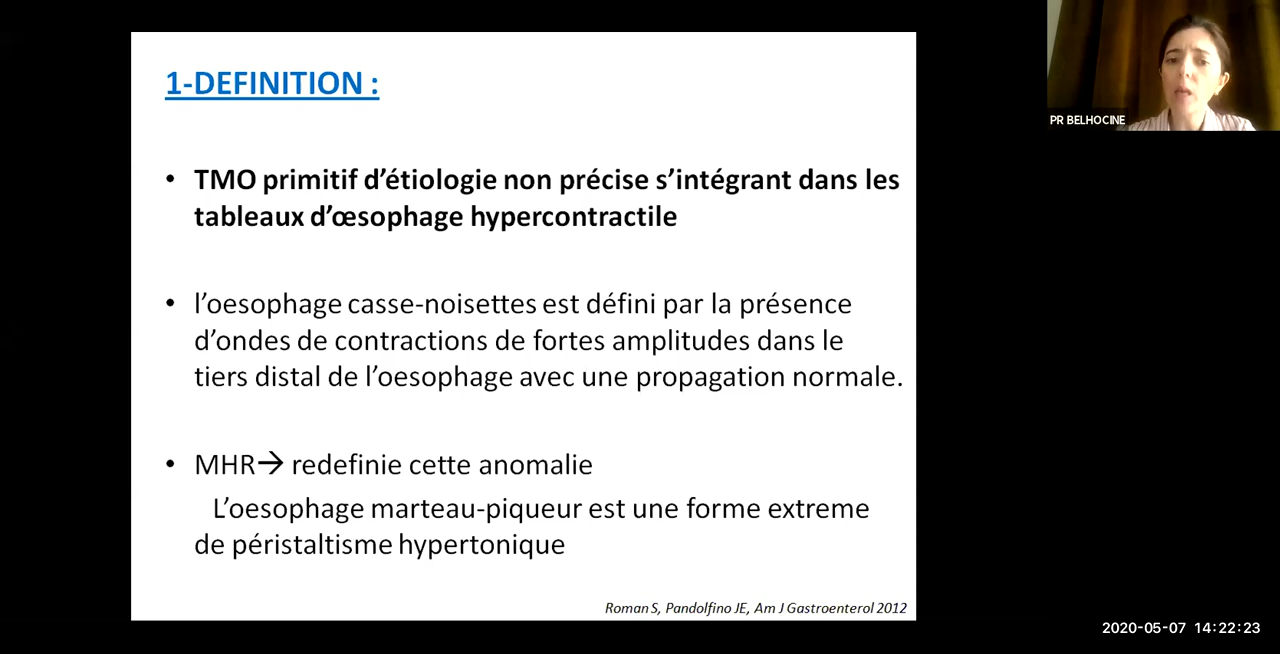 1-DEFINITION :
• TMO primitif d’étiologie non précise s’intégrant dans les
tableaux d’œsophage hypercontractile
• l’oesophage casse-noisettes est défini par la présence
d’ondes de contractions de fortes amplitudes dans le
tiers distal de l’oesophage avec une propagation normale.
• MHR→ redefinie cette anomalie
L’oesophage marteau-piqueur est une forme extreme
de péristaltisme hypertonique
Roman S, Pandolfino JE, Am J Gastroenterol 2012
PR BELHOCINE
2020-05-07 14:22:23